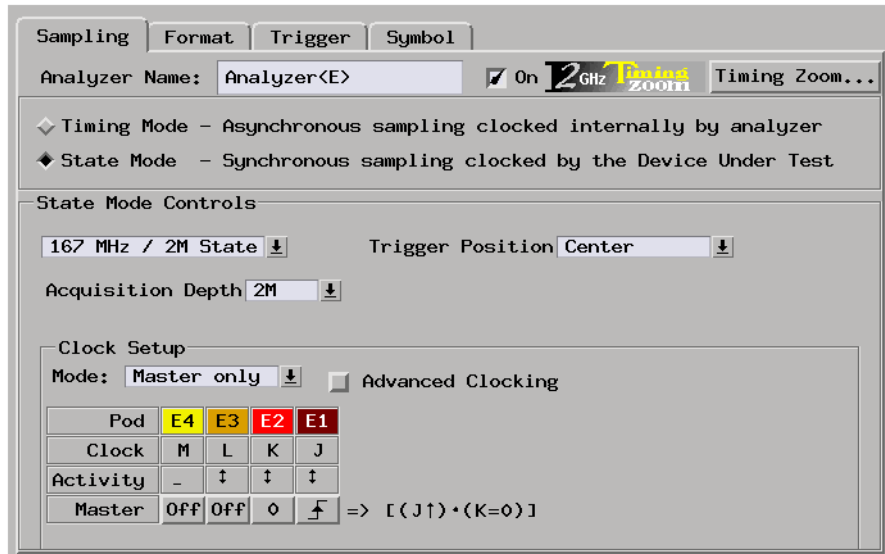 Sampling Format Trigger Symbol
Analyzer Name: Analyzer<E> On 2GHz Timing Zoom Timing Zoom...
Timing Mode – Asynchronous sampling clocked internally by analyzer
State Mode – Synchronous sampling clocked by the Device Under Test
State Mode Controls
167 MHz / 2M State Trigger Position Center
Acquisition Depth 2M
Clock Setup
Mode: Master only Advanced Clocking
Pod E4 E3 E2 E1
Clock M L K J
Activity – ↕ ↕ ↕
Master Off Off 0 ↑ => [(J↑)·(K=0)]